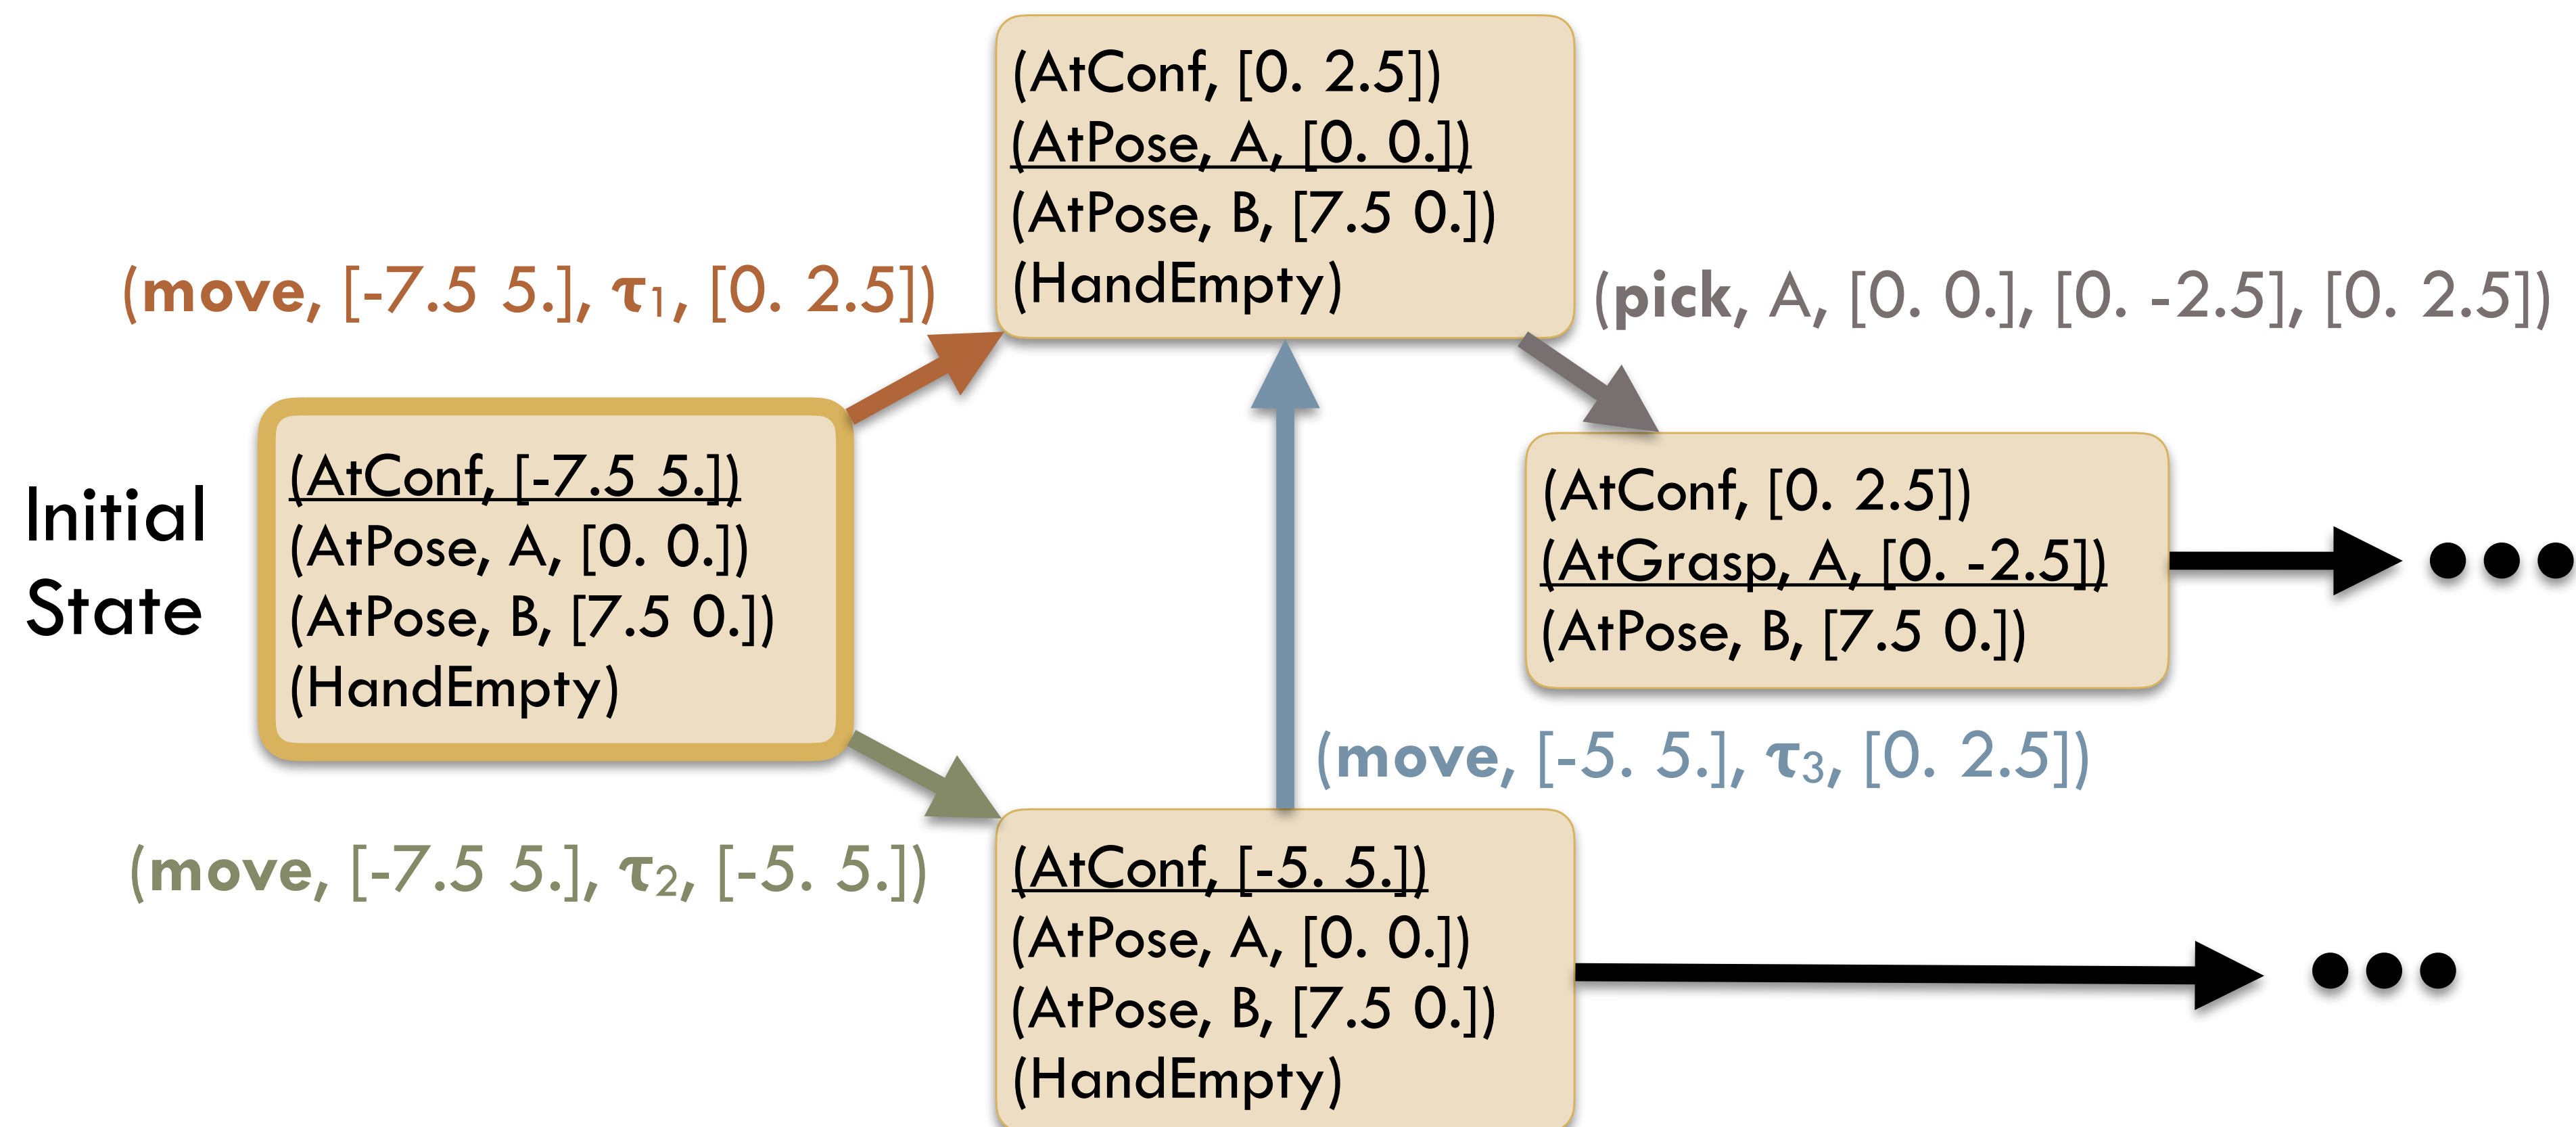 (AtConf, [0. 2.5])
(AtPose, A, [0. 0.])
(AtPose, B, [7.5 0.])
(HandEmpty)
(move, [-7.5 5.], τ₁, [0. 2.5])
(pick, A, [0. 0.], [0. -2.5], [0. 2.5])
Initial
State
(AtConf, [-7.5 5.])
(AtPose, A, [0. 0.])
(AtPose, B, [7.5 0.])
(HandEmpty)
(AtConf, [0. 2.5])
(AtGrasp, A, [0. -2.5])
(AtPose, B, [7.5 0.])
(move, [-5. 5.], τ₃, [0. 2.5])
(move, [-7.5 5.], τ₂, [-5. 5.])
(AtConf, [-5. 5.])
(AtPose, A, [0. 0.])
(AtPose, B, [7.5 0.])
(HandEmpty)